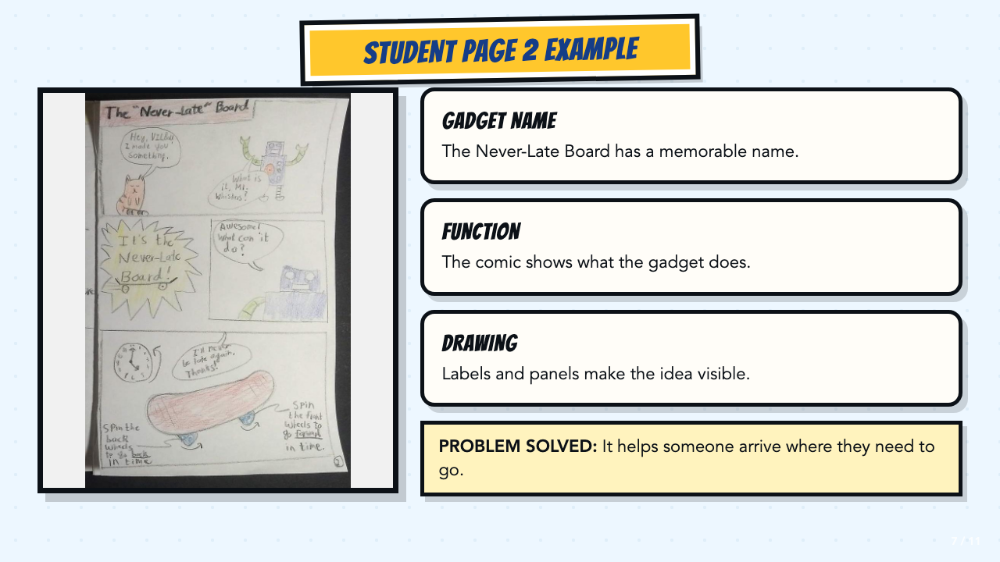 STUDENT PAGE 2 EXAMPLE
The "Never-Late" Board
Hey,
I made you
something.
What is
it, Mr.
Whiskers?
It's the
Never-Late
Board!
Awesome!
What can it
do?
I'll never
be late again.
Thanks!
Spin the
back
wheels
to go back
in time
Spin
the front
wheels to
go forward
in time.
2
GADGET NAME
The Never-Late Board has a memorable name.
FUNCTION
The comic shows what the gadget does.
DRAWING
Labels and panels make the idea visible.
PROBLEM SOLVED: It helps someone arrive where they need to
go.
7 / 11